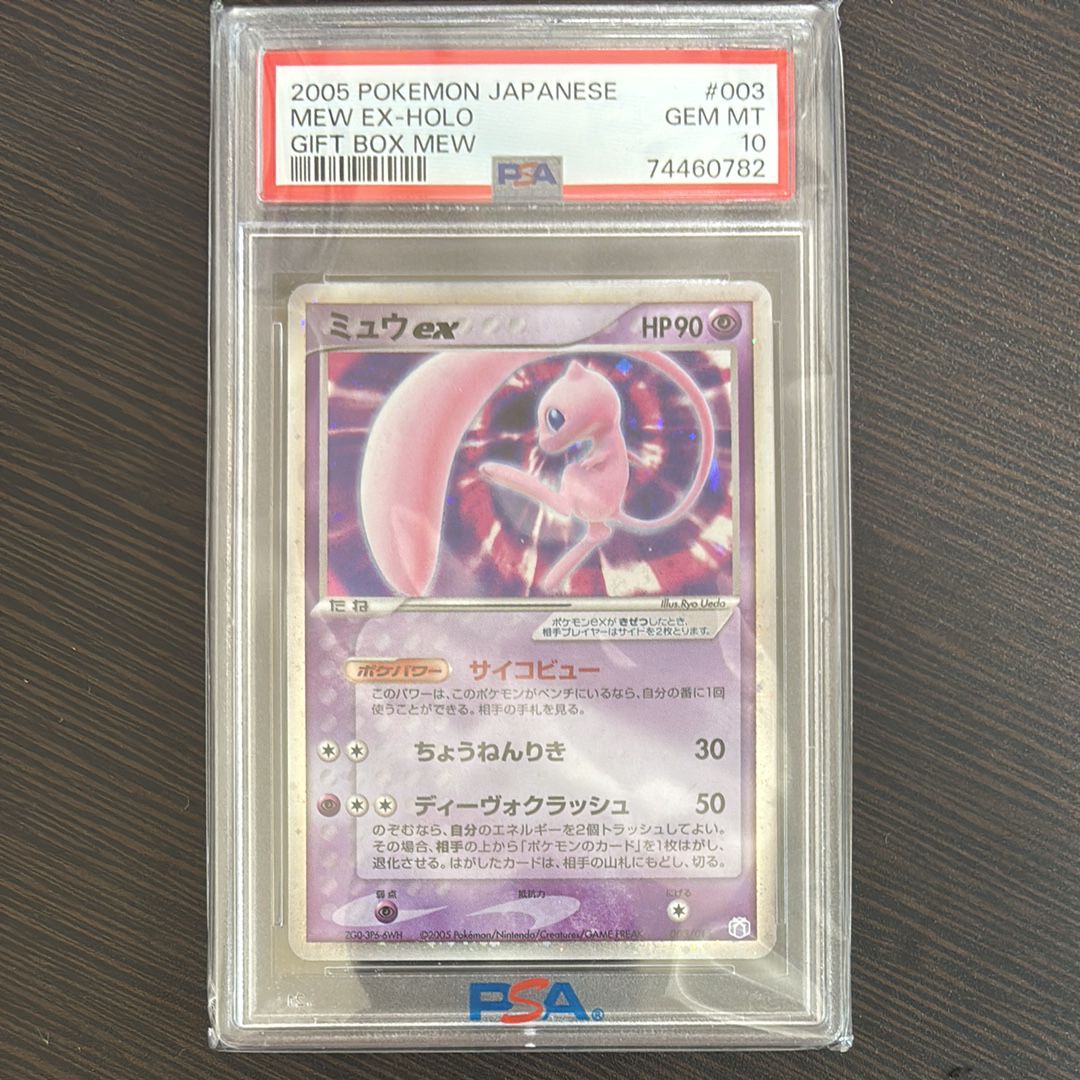 2005 POKEMON JAPANESE #003
MEW EX-HOLO GEM MT
GIFT BOX MEW 10
PSA 74460782
ミュウex HP90
たね Illus.Ryo Ueda
ポケモンexがきぜつしたとき、
相手プレイヤーはサイドを2枚とります。
ポケパワー サイコビュー
このパワーは、このポケモンがベンチにいるなら、自分の番に1回
使うことができる。相手の手札を見る。
ちょうねんりき 30
ディーヴォクラッシュ 50
のぞむなら、自分のエネルギーを2個トラッシュしてよい。
その場合、相手の上から「ポケモンのカード」を1枚はがし、
退化させる。はがしたカードは、相手の山札にもどし、切る。
弱点 抵抗力 にげる
ZG0-3P6-6WH ©2005 Pokémon/Nintendo/Creatures/GAME FREAK.
PSA®